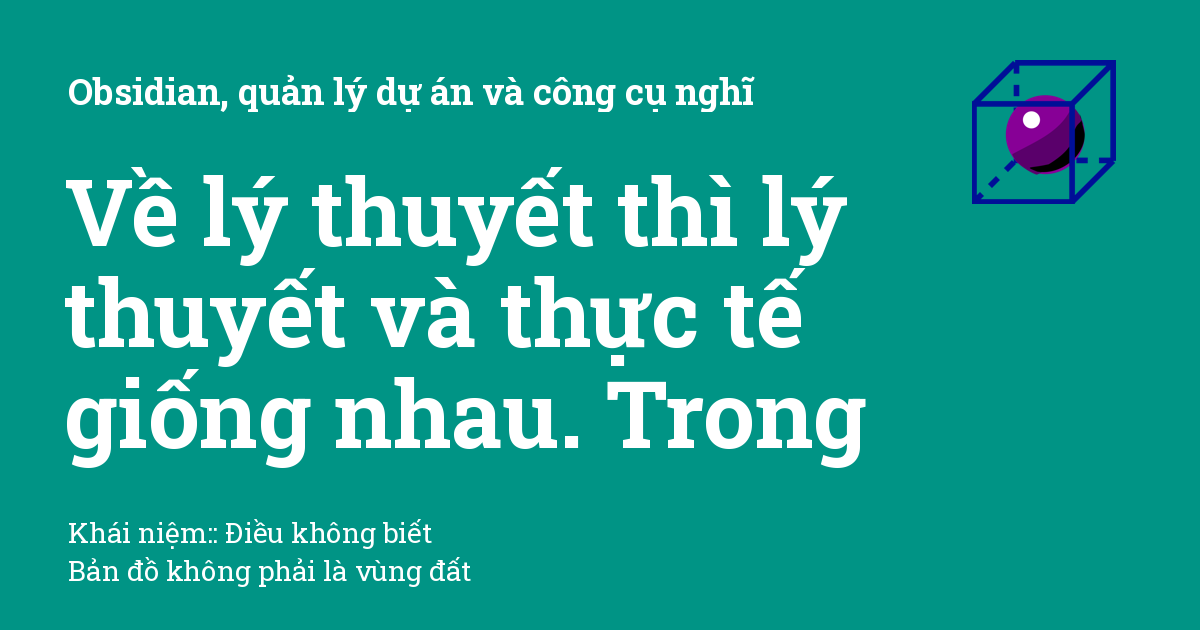 Obsidian, quản lý dự án và công cụ nghĩ
Về lý thuyết thì lý
thuyết và thực tế
giống nhau. Trong
Khái niệm:: Điều không biết
Bản đồ không phải là vùng đất